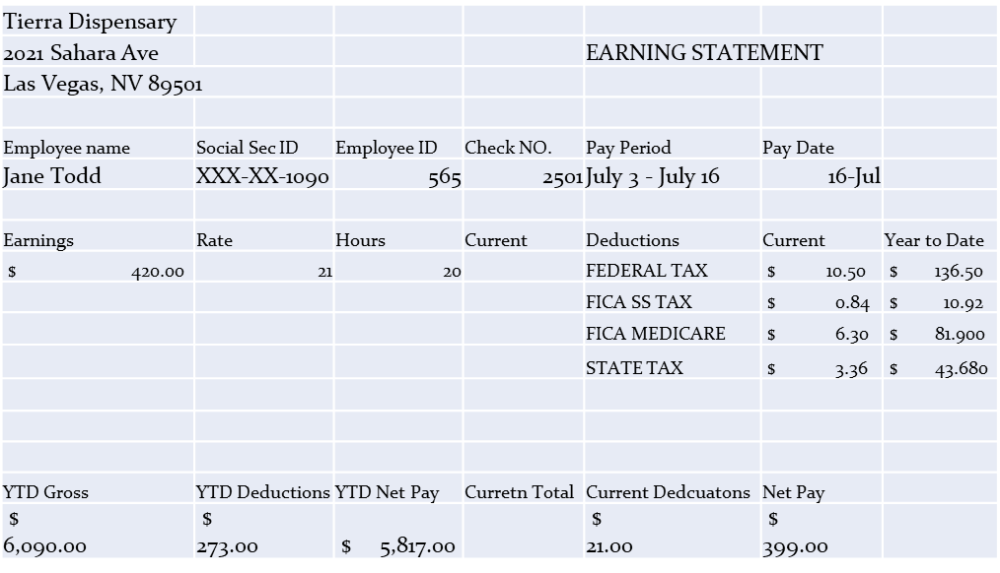 Tierra Dispensary
2021 Sahara Ave EARNING STATEMENT
Las Vegas, NV 89501
Employee name Social Sec ID Employee ID Check NO. Pay Period Pay Date
Jane Todd XXX-XX-1090 565 2501 July 3 - July 16 16-Jul
Earnings Rate Hours Current Deductions Current Year to Date
$ 420.00 21 20 FEDERAL TAX $ 10.50 $ 136.50
FICA SS TAX $ 0.84 $ 10.92
FICA MEDICARE $ 6.30 $ 81.900
STATE TAX $ 3.36 $ 43.680
YTD Gross YTD Deductions YTD Net Pay Curretn Total Current Dedcuatons Net Pay
$ $ $ $
6,090.00 273.00 $ 5,817.00 21.00 399.00